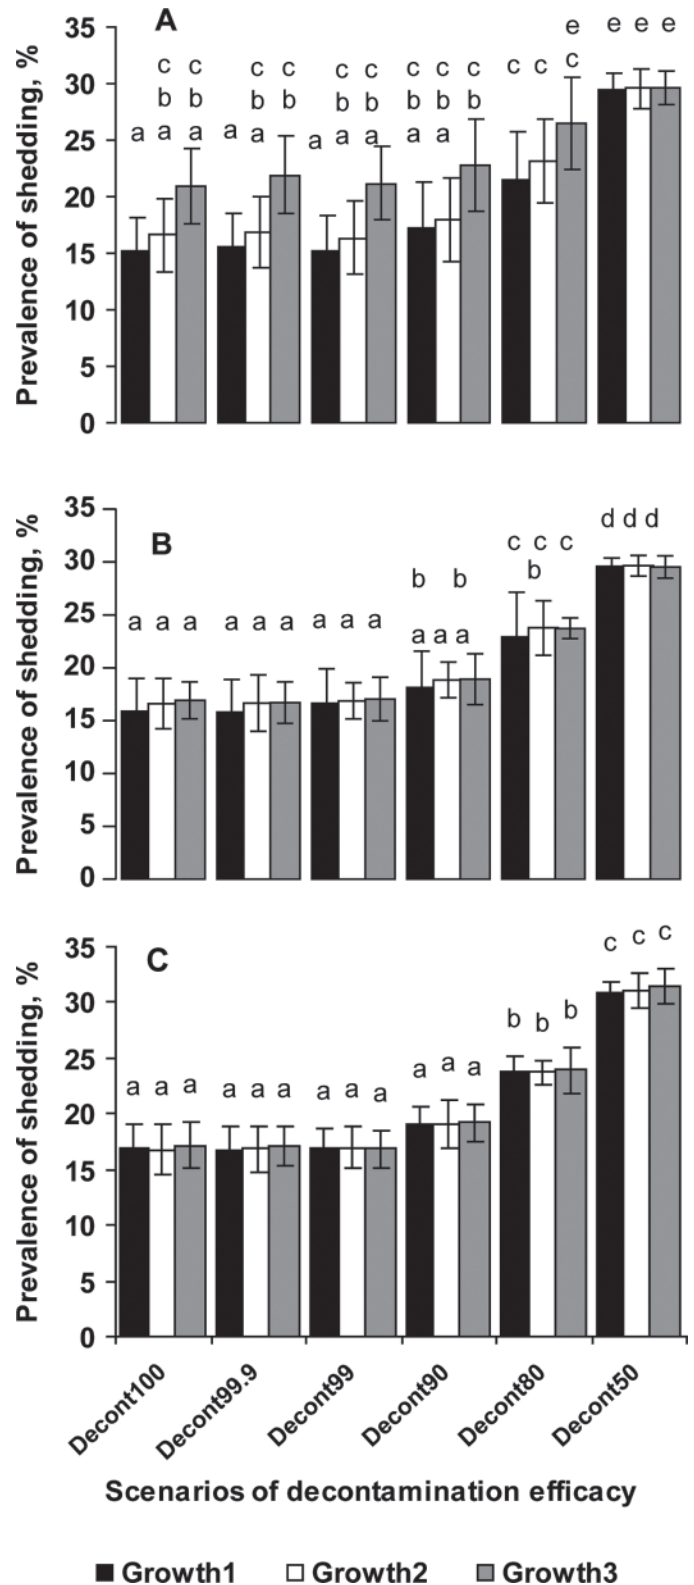 A
35
30
25
20
15
10
5
0
Prevalence of shedding, %
e
c c c c c c c c c c c e e e
b b b b b b b b b
a a a a a a a a a a
B
35
30
25
20
15
10
5
0
Prevalence of shedding, %
d d d
c c c
b b b
a a a a a a a a a a a a
C
35
30
25
20
15
10
5
0
Prevalence of shedding, %
c c c
b b b
a a a a a a a a a a a a
Decont100 Decont99.9 Decont99 Decont90 Decont80 Decont50
Scenarios of decontamination efficacy
Growth1 Growth2 Growth3